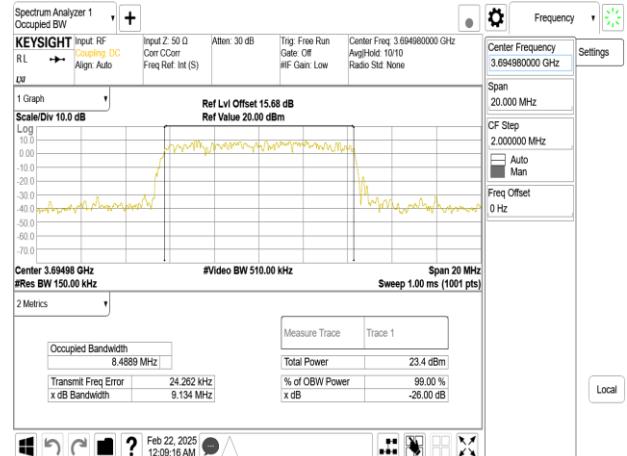 Spectrum Analyzer 1
Occupied BW
Frequency
KEYSIGHT
RL
LXI
Input: RF
Coupling: DC
Align: Auto
Input Z: 50 Ω
Corr CCorr
Freq Ref: Int (S)
Atten: 30 dB
Trig: Free Run
Gate: Off
#IF Gain: Low
Center Freq: 3.694980000 GHz
Avg|Hold: 10/10
Radio Std: None
Center Frequency
3.694980000 GHz
Settings
Span
20.000 MHz
CF Step
2.000000 MHz
Auto
Man
Freq Offset
0 Hz
Local
1 Graph
Scale/Div 10.0 dB
Ref Lvl Offset 15.68 dB
Ref Value 20.00 dBm
Log
10.0
0.00
-10.0
-20.0
-30.0
-40.0
-50.0
-60.0
-70.0
Center 3.69498 GHz
#Video BW 510.00 kHz
Span 20 MHz
#Res BW 150.00 kHz
Sweep 1.00 ms (1001 pts)
2 Metrics
Measure Trace
Trace 1
Occupied Bandwidth
8.4889 MHz
Total Power
23.4 dBm
Transmit Freq Error
24.262 kHz
% of OBW Power
99.00 %
x dB Bandwidth
9.134 MHz
x dB
-26.00 dB
?
Feb 22, 2025
12:09:16 AM